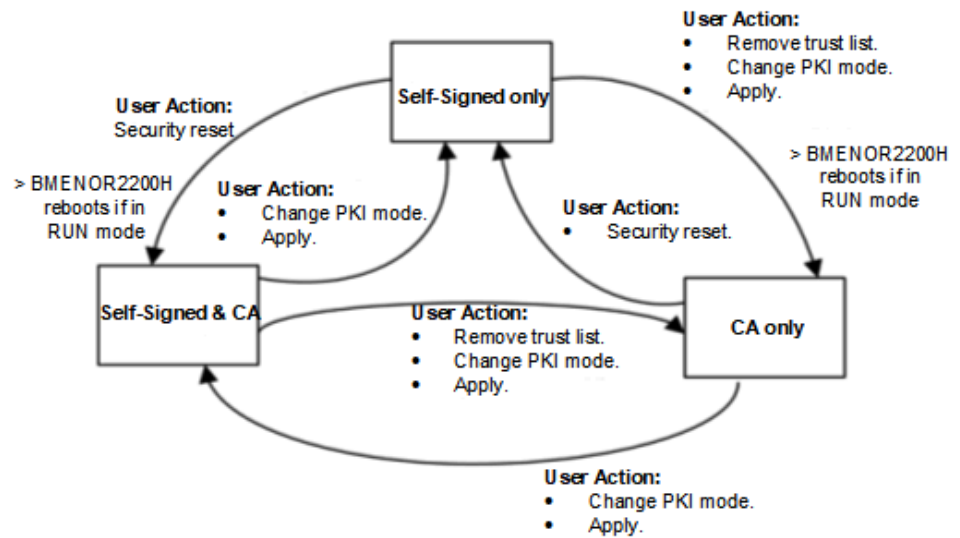 User Action:
• Remove trust list.
• Change PKI mode.
• Apply.
Self-Signed only
User Action:
Security reset
> BMENOR2200H
reboots if in
RUN mode
> BMENOR2200H
reboots if in
RUN mode
User Action:
• Change PKI mode.
• Apply.
User Action:
• Security reset.
Self-Signed & CA
User Action:
• Remove trust list.
• Change PKI mode.
• Apply.
CA only
User Action:
• Change PKI mode.
• Apply.